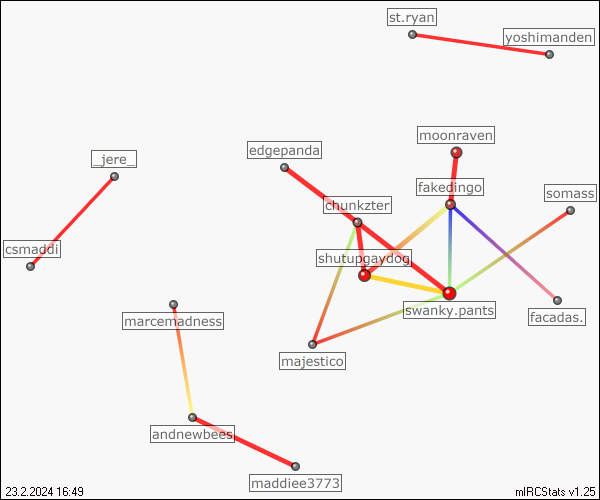 st.ryan
yoshimanden
moonraven
edgepanda
_jere_
fakedingo
somass
chunkzter
csmaddi
shutupgaydog
swanky.pants
facadas.
marcemadness
majestico
andnewbees
maddiee3773
23.2.2024 16:49
mIRCStats v1.25